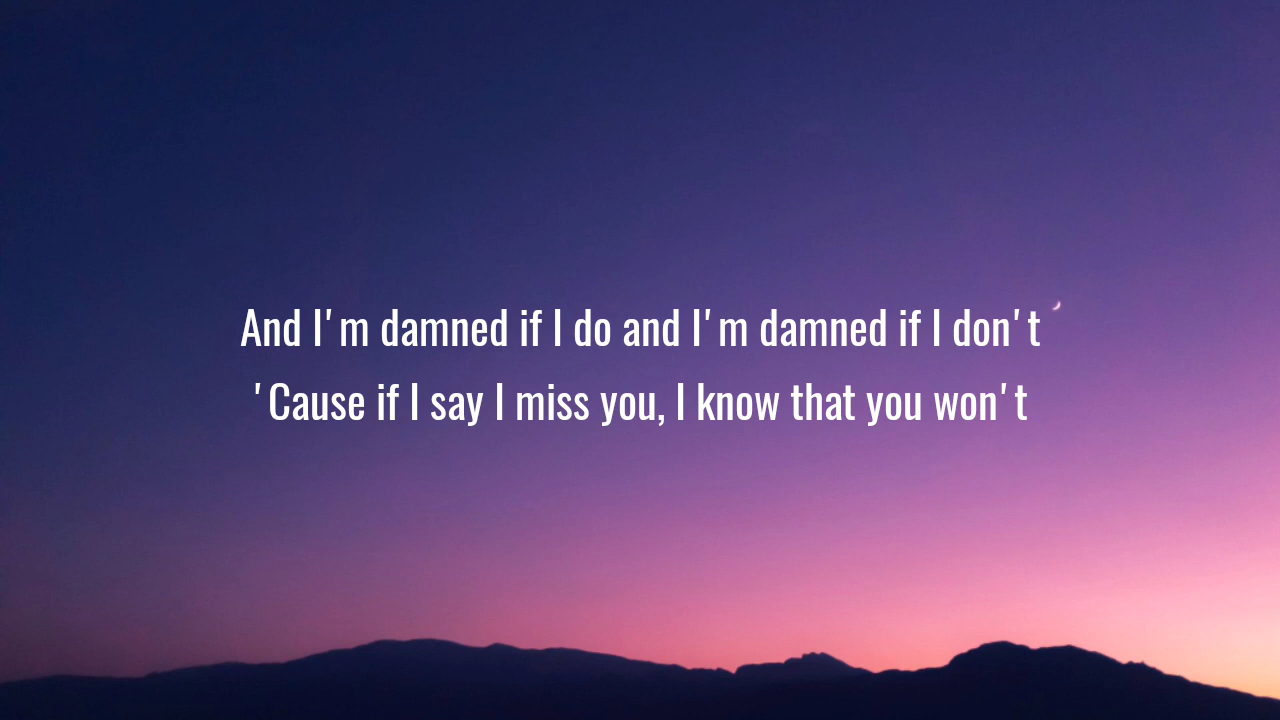 And I'm damned if I do and I'm damned if I don't
'Cause if I say I miss you, I know that you won't